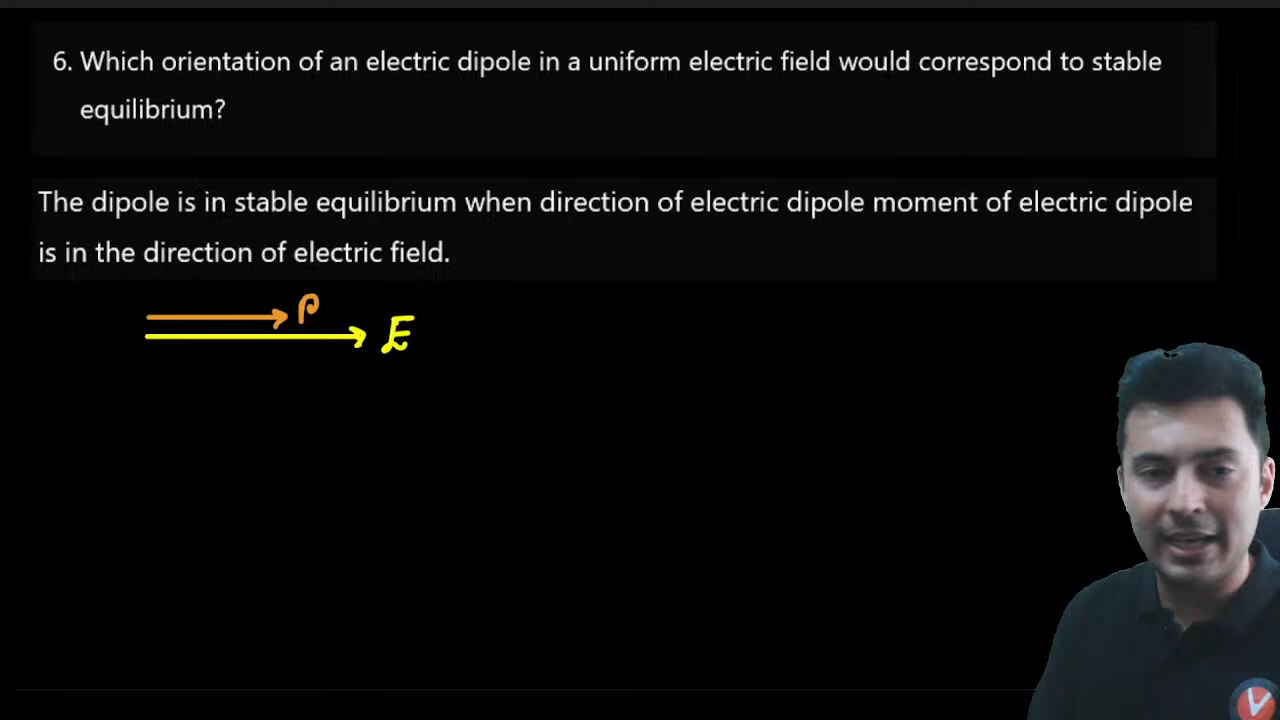 6. Which orientation of an electric dipole in a uniform electric field would correspond to stable
equilibrium?
The dipole is in stable equilibrium when direction of electric dipole moment of electric dipole
is in the direction of electric field.
P
E
V